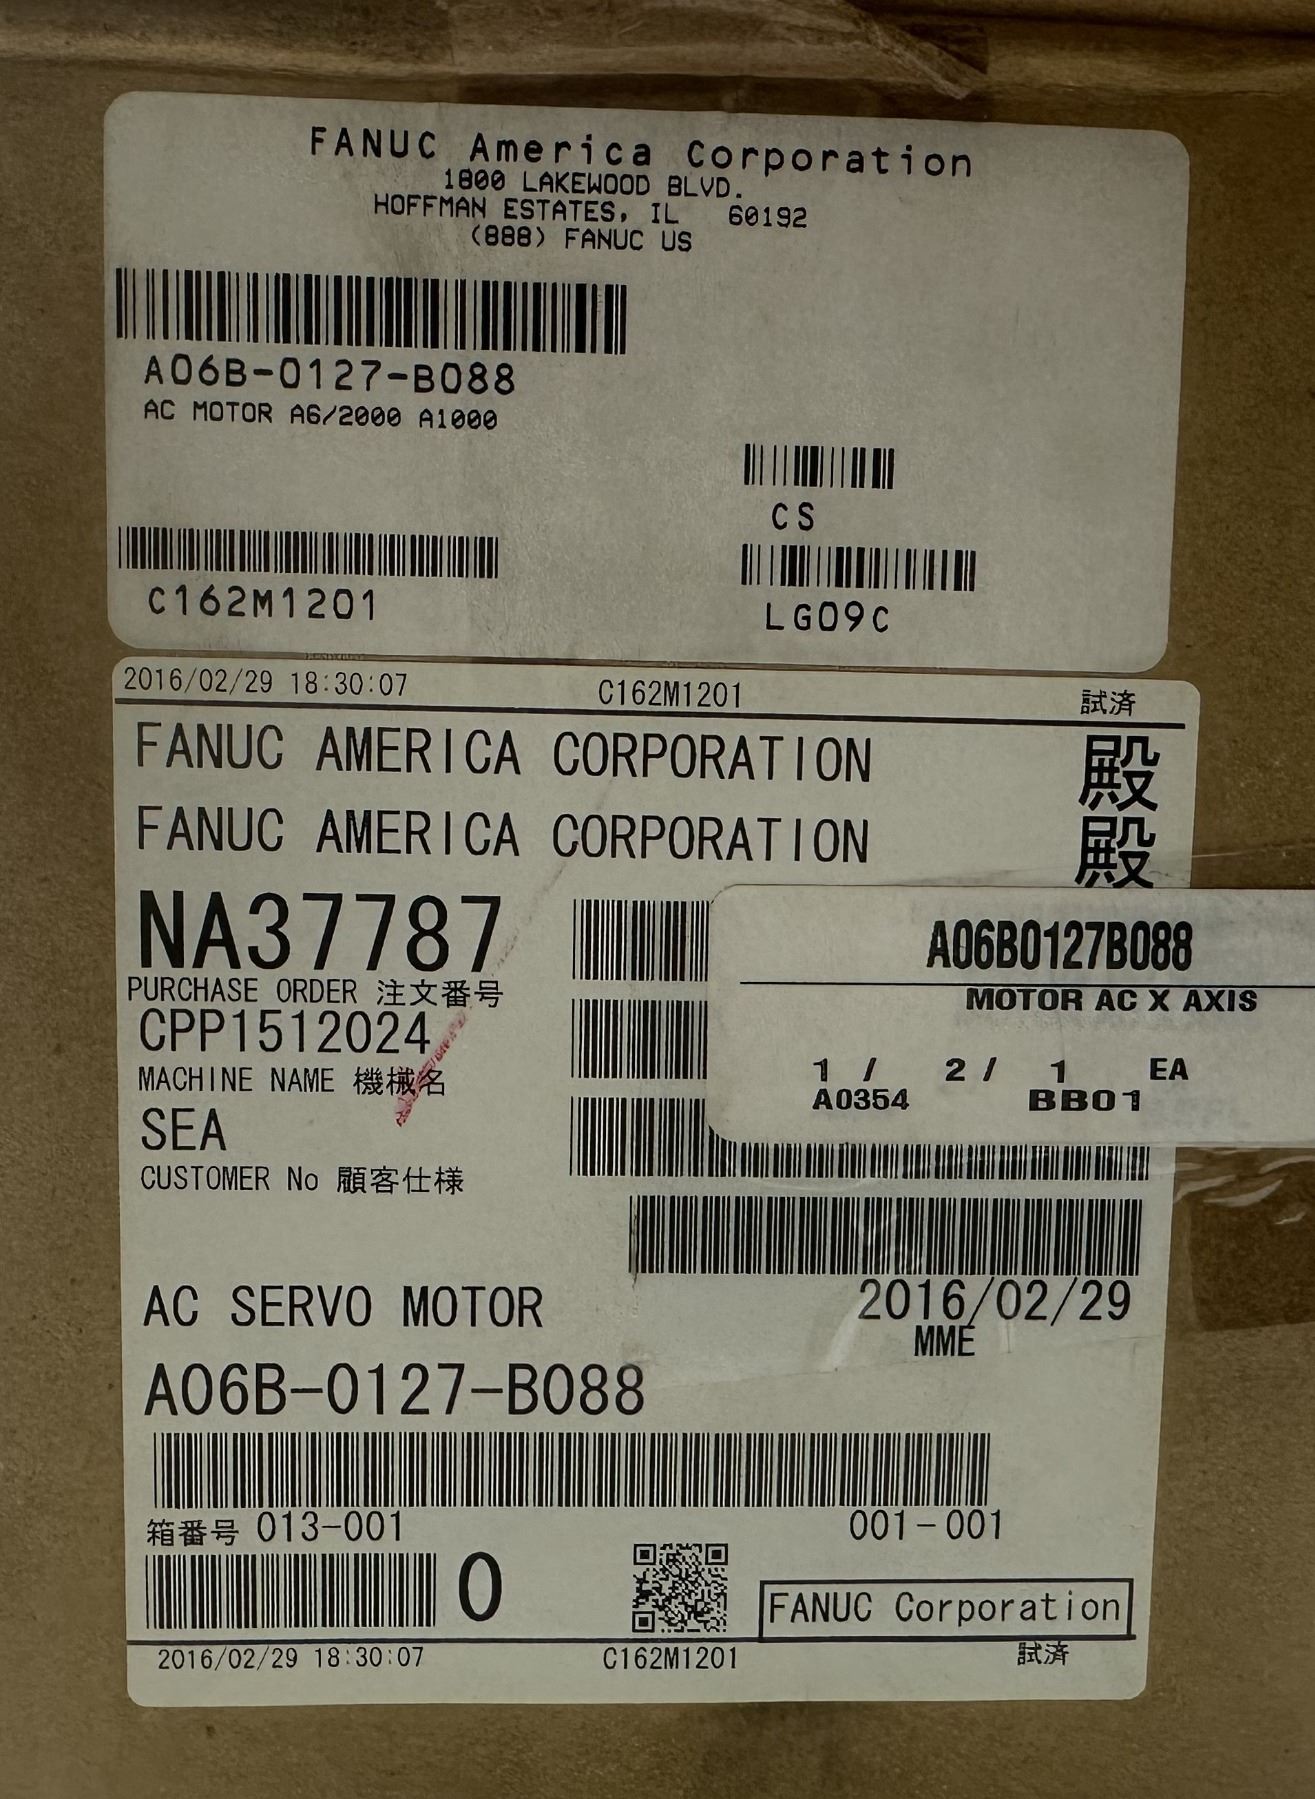 FANUC America Corporation
1800 LAKEWOOD BLVD.
HOFFMAN ESTATES, IL 60192
(888) FANUC US
A06B-0127-B088
AC MOTOR A6/2000 A1000
CS
C162M1201
LG09C
2016/02/29 18:30:07 C162M1201 試済
FANUC AMERICA CORPORATION 殿
FANUC AMERICA CORPORATION 殿
NA37787
PURCHASE ORDER 注文番号
CPP1512024
MACHINE NAME 機械名
SEA
CUSTOMER No 顧客仕様
A06B0127B088
MOTOR AC X AXIS
1 / 2 / 1 EA
A0354 BB01
AC SERVO MOTOR 2016/02/29
MME
A06B-0127-B088
箱番号 013-001 001-001
0
FANUC Corporation
2016/02/29 18:30:07 C162M1201 試済